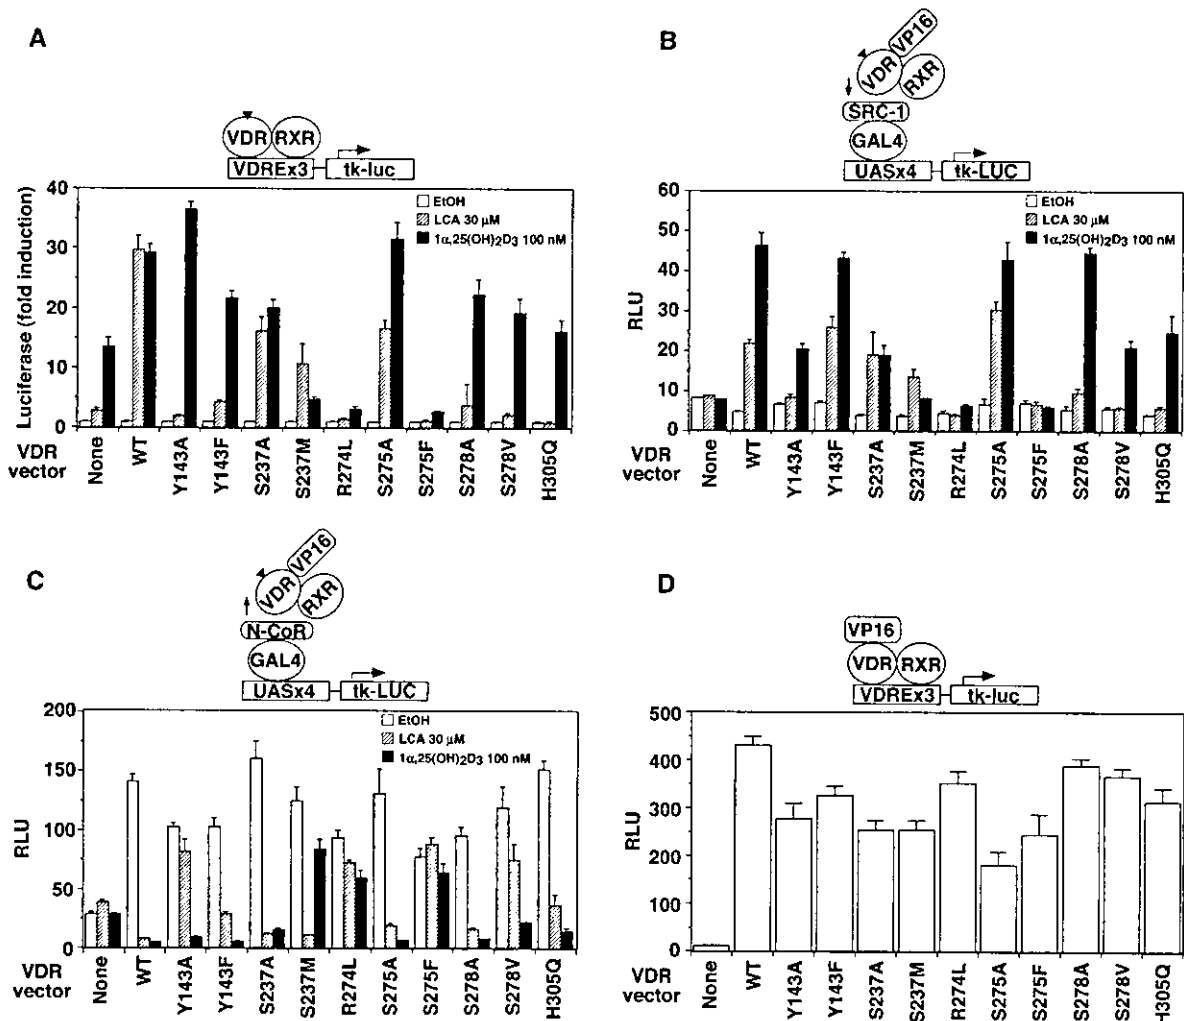 A
VDR RXR
VDREx3 tk-luc
Luciferase (fold induction)
40
30
20
10
0
EtOH
LCA 30 μM
1α,25(OH)₂D₃ 100 nM
VDR vector
None WT Y143A Y143F S237A S237M R274L S275A S275F S278A S278V H305Q
B
VP16
VDR RXR
SRC-1
GAL4
UASx4 tk-LUC
RLU
60
50
40
30
20
10
0
EtOH
LCA 30 μM
1α,25(OH)₂D₃ 100 nM
VDR vector
None WT Y143A Y143F S237A S237M R274L S275A S275F S278A S278V H305Q
C
VP16
VDR RXR
N-CoR
GAL4
UASx4 tk-LUC
RLU
200
150
100
50
0
EtOH
LCA 30 μM
1α,25(OH)₂D₃ 100 nM
VDR vector
None WT Y143A Y143F S237A S237M R274L S275A S275F S278A S278V H305Q
D
VP16
VDR RXR
VDREx3 tk-luc
RLU
500
400
300
200
100
0
VDR vector
None WT Y143A Y143F S237A S237M R274L S275A S275F S278A S278V H305Q